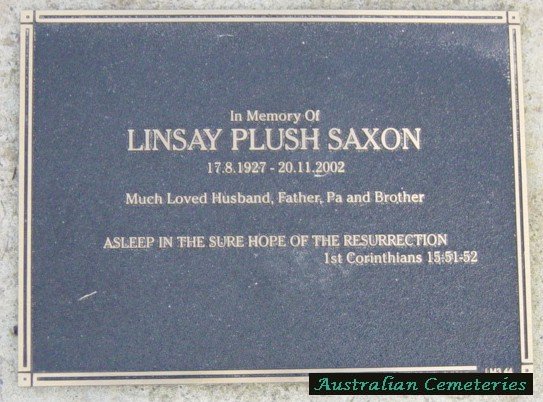 In Memory Of
LINSAY PLUSH SAXON
17.8.1927 - 20.11.2002
Much Loved Husband, Father, Pa and Brother
ASLEEP IN THE SURE HOPE OF THE RESURRECTION
1st Corinthians 15:51-52
Australian Cemeteries